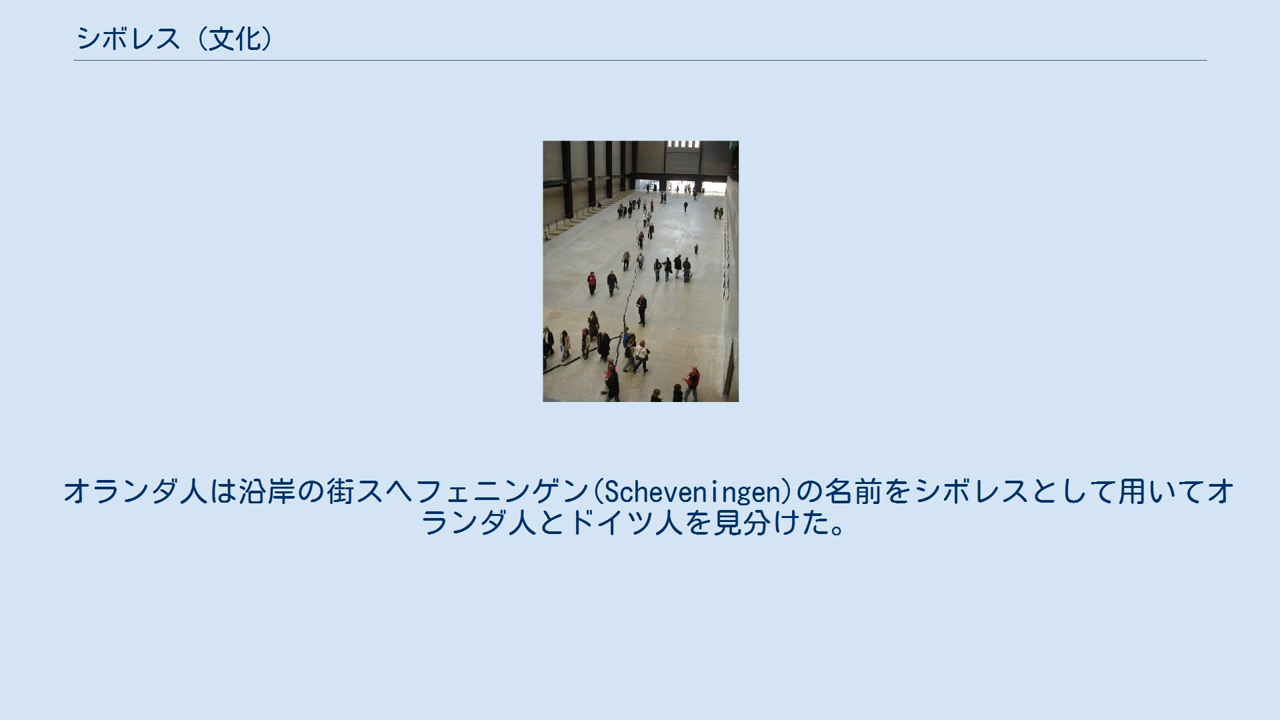 シボレス（文化）
オランダ人は沿岸の街スヘフェニンゲン(Scheveningen)の名前をシボレスとして用いてオ
ランダ人とドイツ人を見分けた。